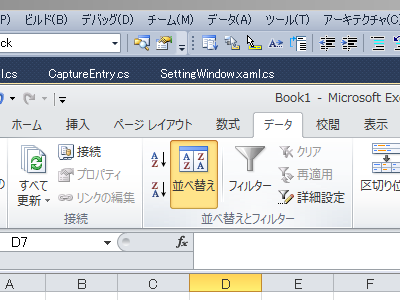 P) ビルド(B) デバッグ(D) チーム(M) データ(A) ツール(T) アーキテクチャ(C)
ck
l.cs CaptureEntry.cs SettingWindow.xaml.cs
Book1 - Microsoft Exc
ホーム 挿入 ページ レイアウト 数式 データ 校閲 表示
すべて 更新 接続 プロパティ リンクの編集 並べ替え フィルター クリア 再適用 詳細設定 区切り位
の 接続 並べ替えとフィルター
D7 fx
A B C D E F